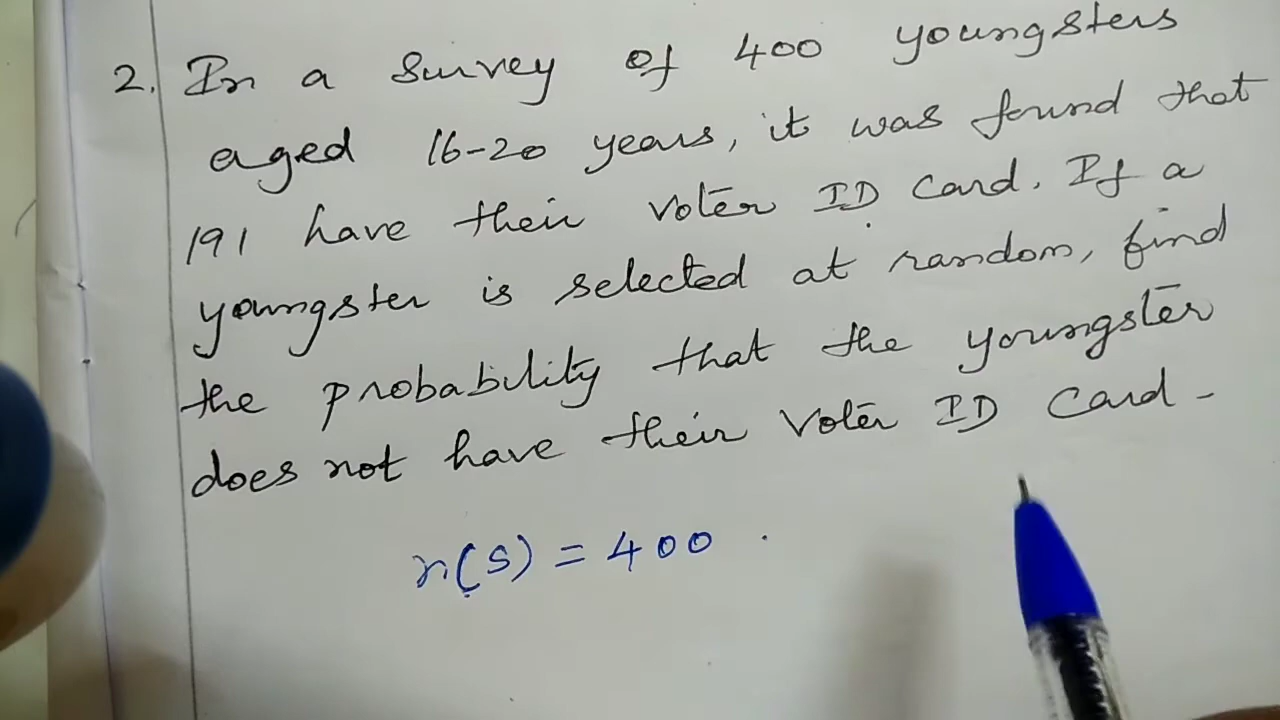 2. In a survey of 400 youngsters
aged 16-20 years, it was found that
191 have their voter ID card. If a
youngster is selected at random, find
the probability that the youngster
does not have their voter ID card.
n(S) = 400